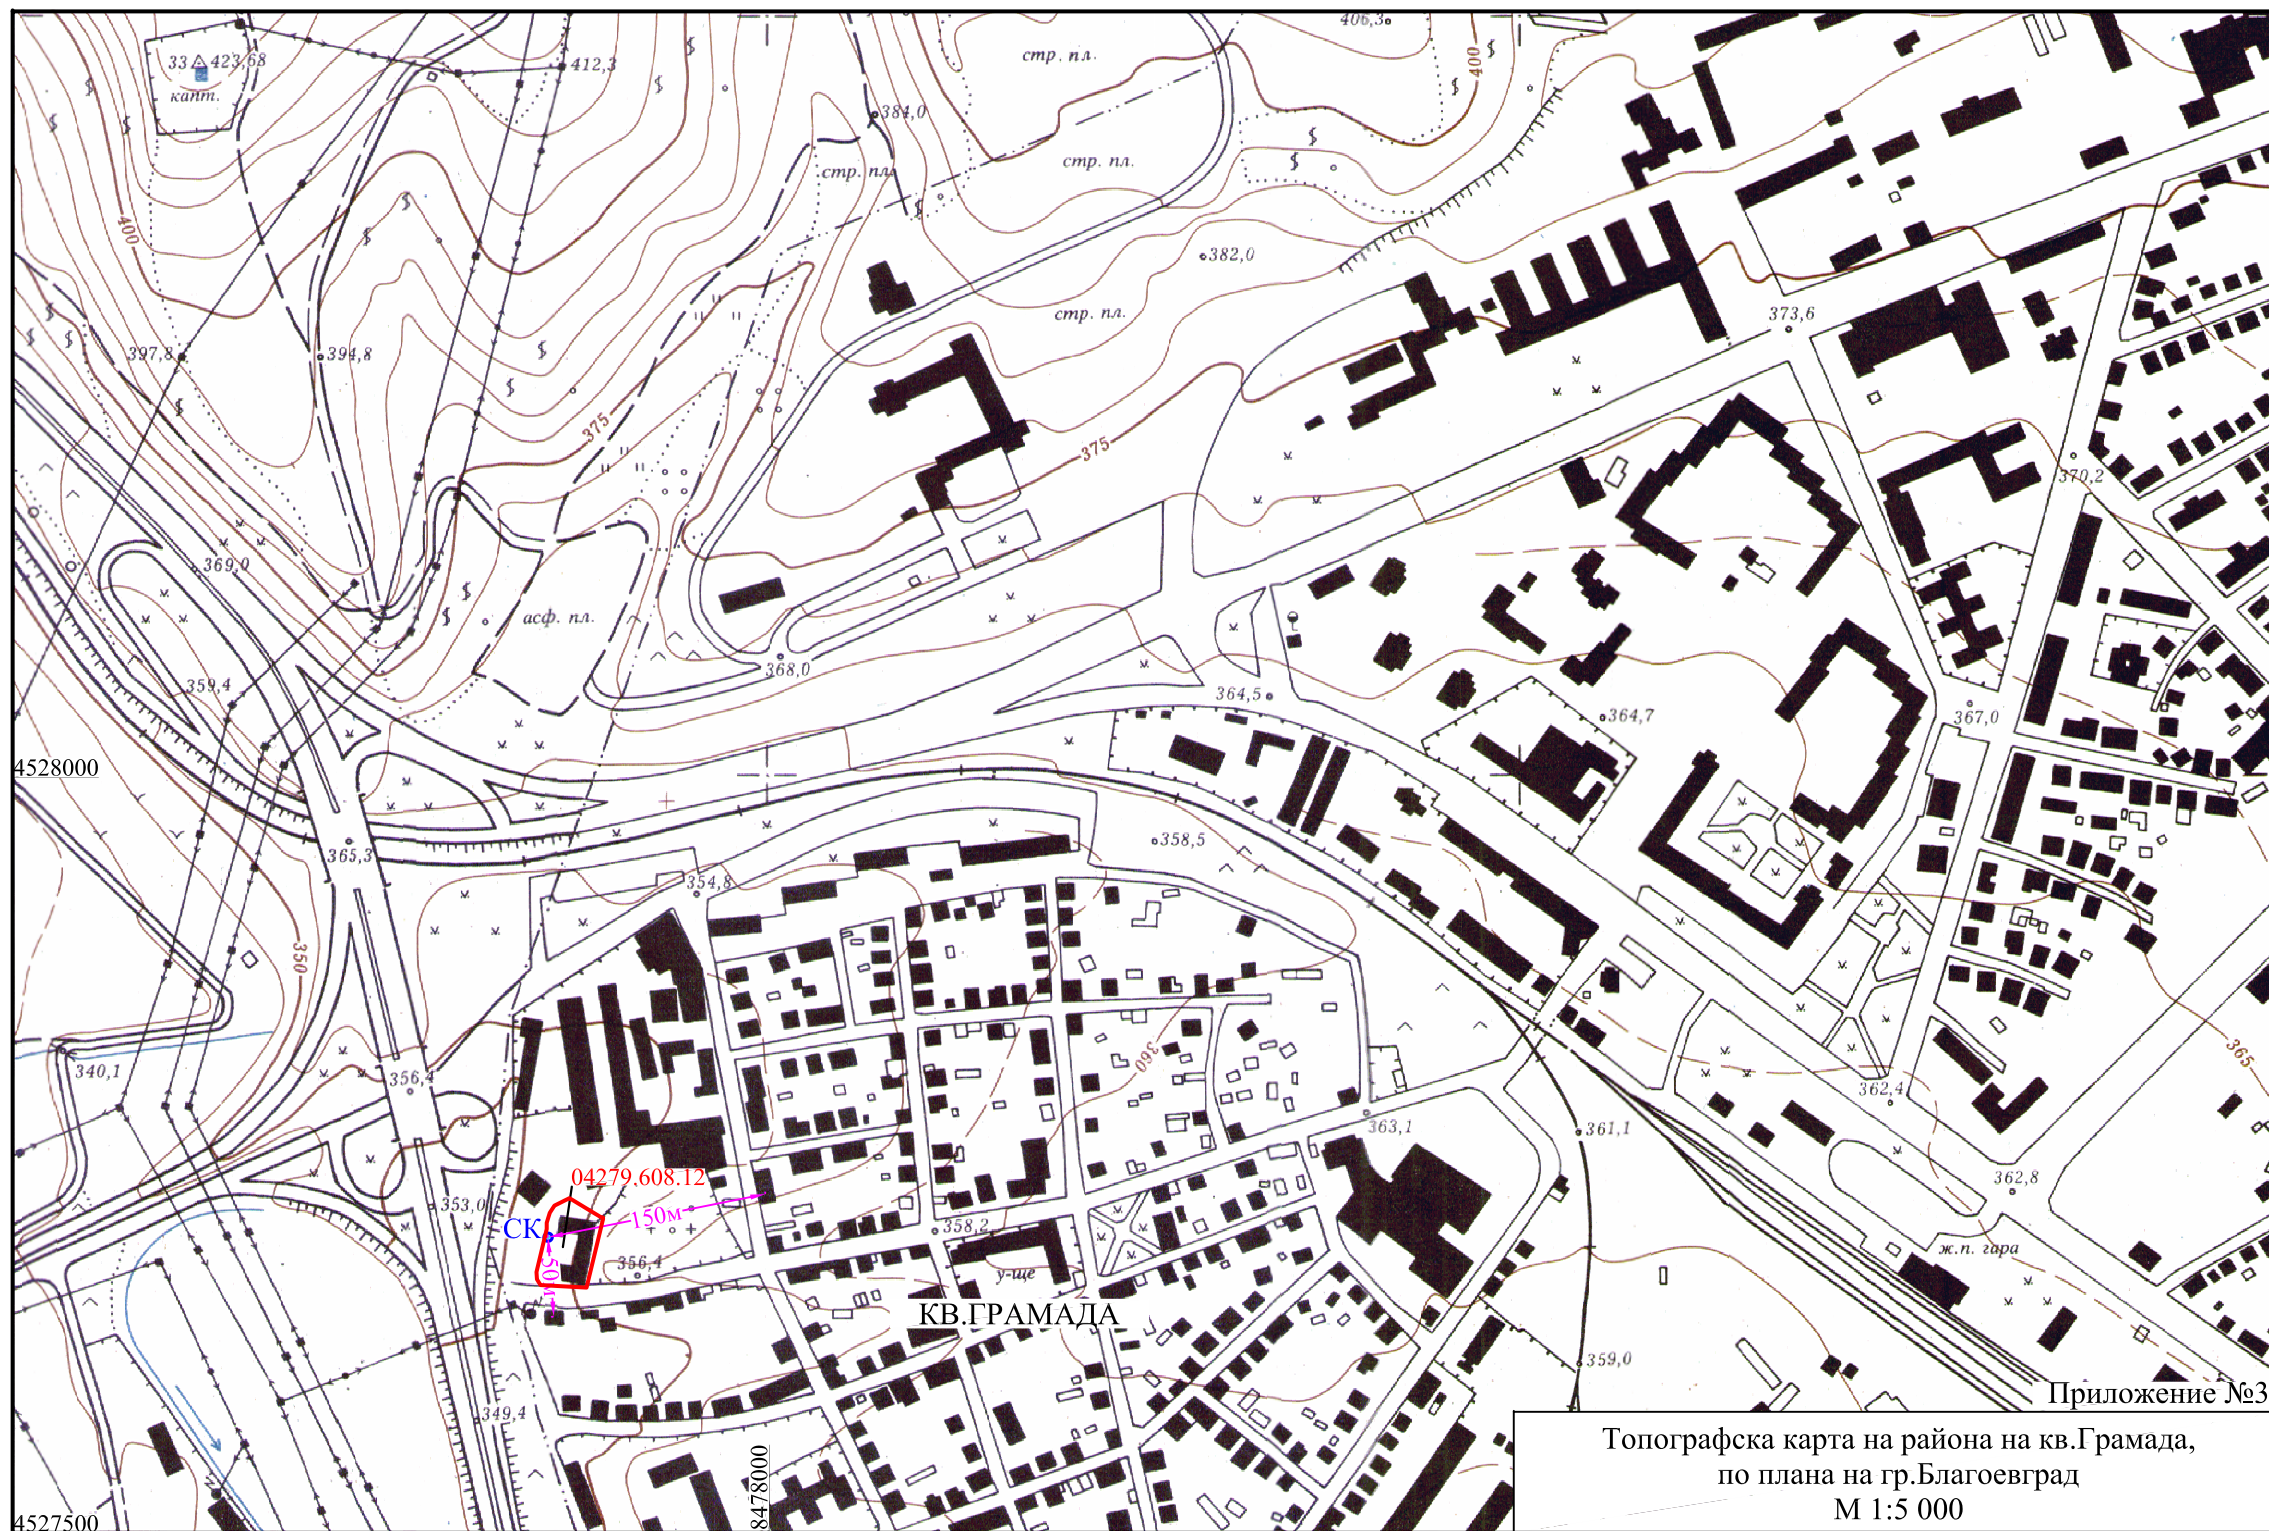 406,3
33 423,68
капт.
412,3
стр. пл.
400
384,0
стр. пл.
стр. пл.
400
382,0
стр. пл.
373,6
397,8
394,8
375
375
370,2
369,0
асф. пл.
368,0
359,4
364,5
364,7
367,0
4528000
365,3
358,5
354,8
350
360
365
340,1
356,4
362,4
363,1
361,1
04279.608.12
362,8
353,0
СК
150м
358,2
ж.п. гара
50м
356,4
у-ще
КВ.ГРАМАДА
359,0
349,4
Приложение №3
8478000
4527500
Топографска карта на района на кв.Грамада,
по плана на гр.Благоевград
М 1:5 000